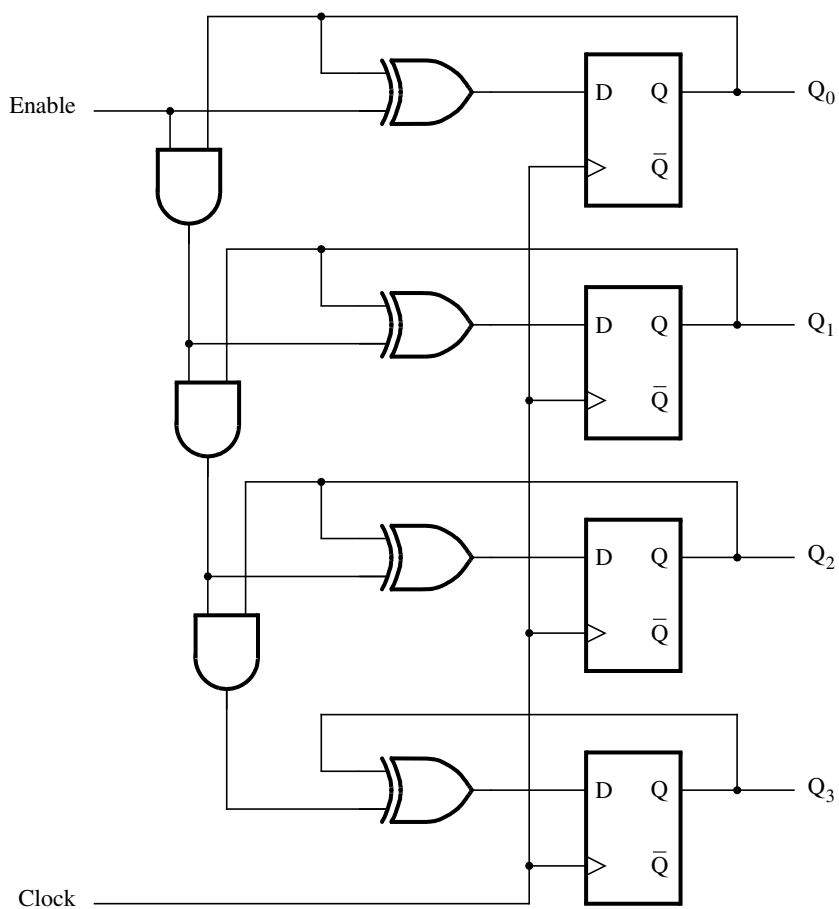 Enable
D Q Q̅ Q₀
D Q Q̅ Q₁
D Q Q̅ Q₂
D Q Q̅ Q₃
Clock